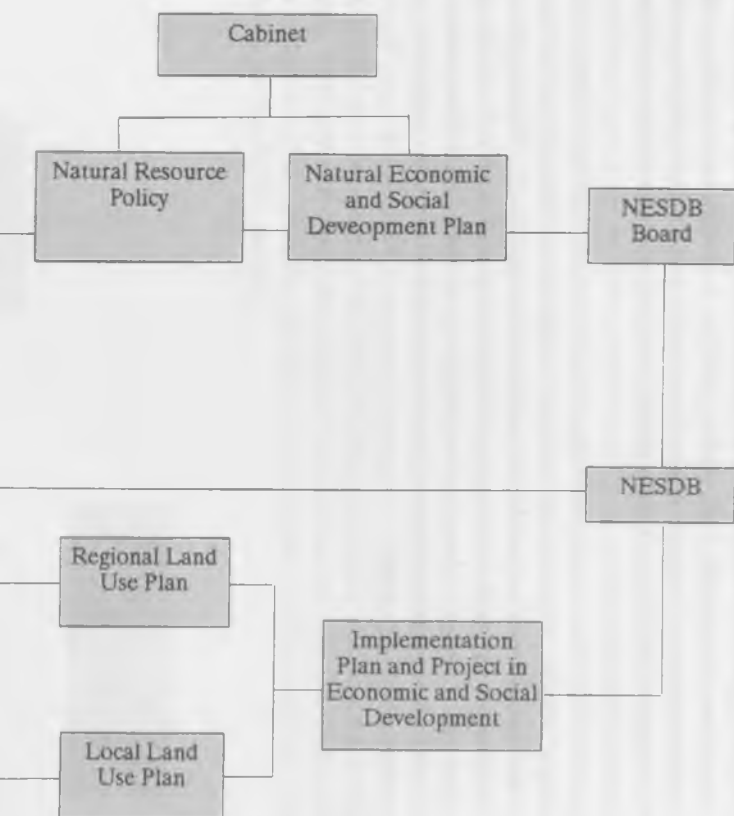 Cabinet
Natural Resource
Policy
Natural Economic
and Social
Deveopment Plan
NESDB
Board
NESDB
Regional Land
Use Plan
Implementation
Plan and Project in
Economic and Social
Development
Local Land
Use Plan